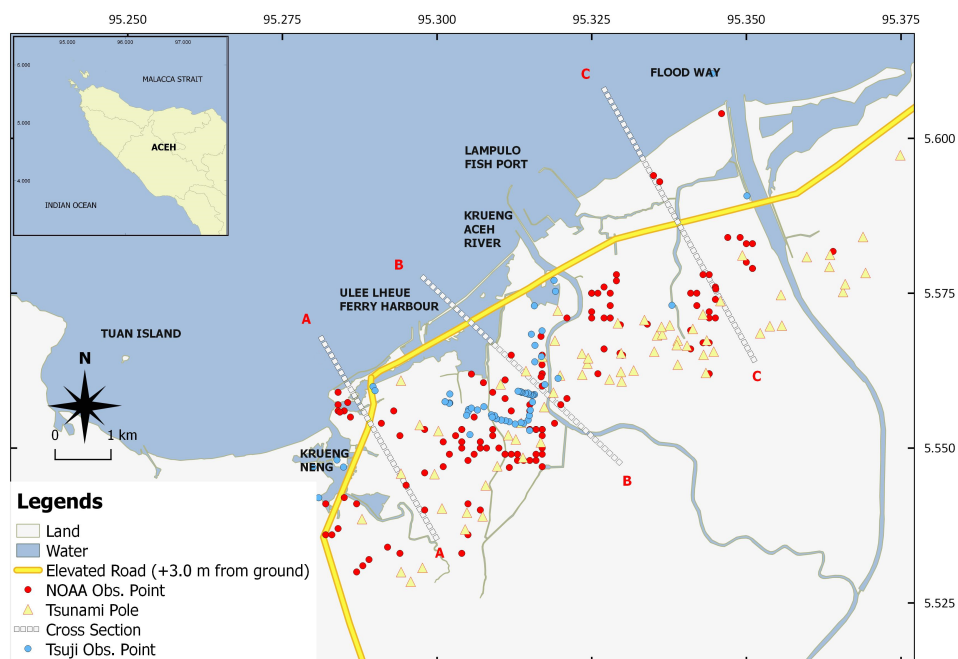 95.250 95.275 95.300 95.325 95.350 95.375
95.000 96.000 97.000
6.000
MALACCA STRAIT
5.000
ACEH
4.000
INDIAN OCEAN
C
FLOOD WAY
5.600
LAMPULO
FISH PORT
KRUENG
ACEH
RIVER
B
ULEE LHEUE
FERRY HARBOUR
5.575
A
TUAN ISLAND
N
C
0 1 km
KRUENG
NENG
5.550
B
A
5.525
Legends
Land
Water
Elevated Road (+3.0 m from ground)
NOAA Obs. Point
Tsunami Pole
Cross Section
Tsuji Obs. Point